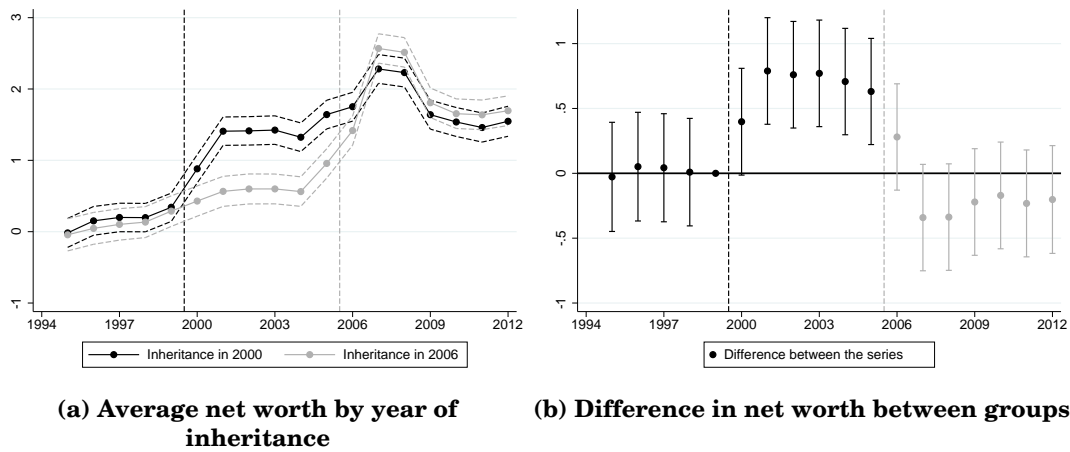 3
2
1
0
-1
1994 1997 2000 2003 2006 2009 2012
Inheritance in 2000 Inheritance in 2006
(a) Average net worth by year of
inheritance
1
.5
0
-.5
-1
1994 1997 2000 2003 2006 2009 2012
Difference between the series
(b) Difference in net worth between groups